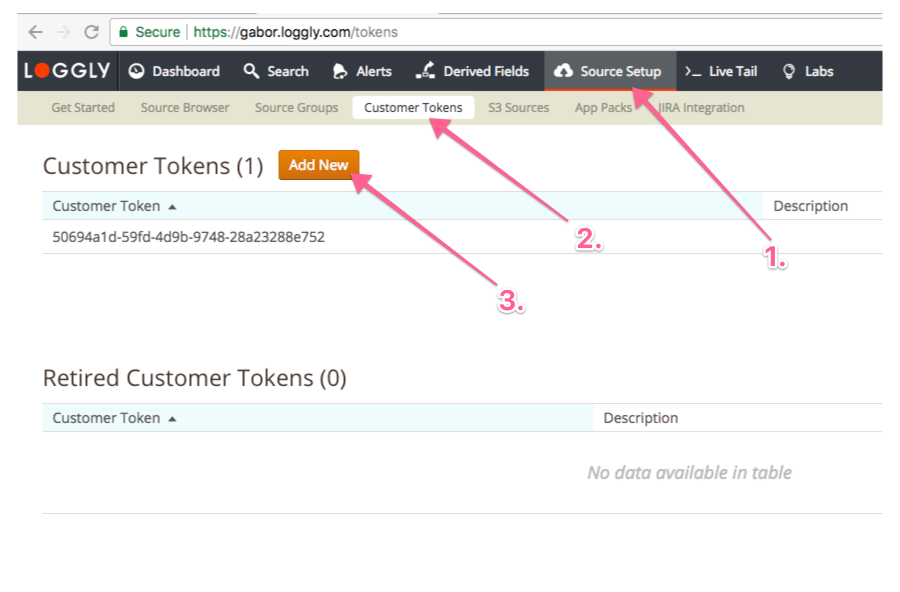 Secure https://gabor.loggly.com/tokens
LOGGLY Dashboard Search Alerts Derived Fields Source Setup >_ Live Tail Labs
Get Started Source Browser Source Groups Customer Tokens S3 Sources App Packs JIRA Integration
Customer Tokens (1) Add New
Customer Token Description
50694a1d-59fd-4d9b-9748-28a23288e752
2.
1.
3.
Retired Customer Tokens (0)
Customer Token Description
No data available in table